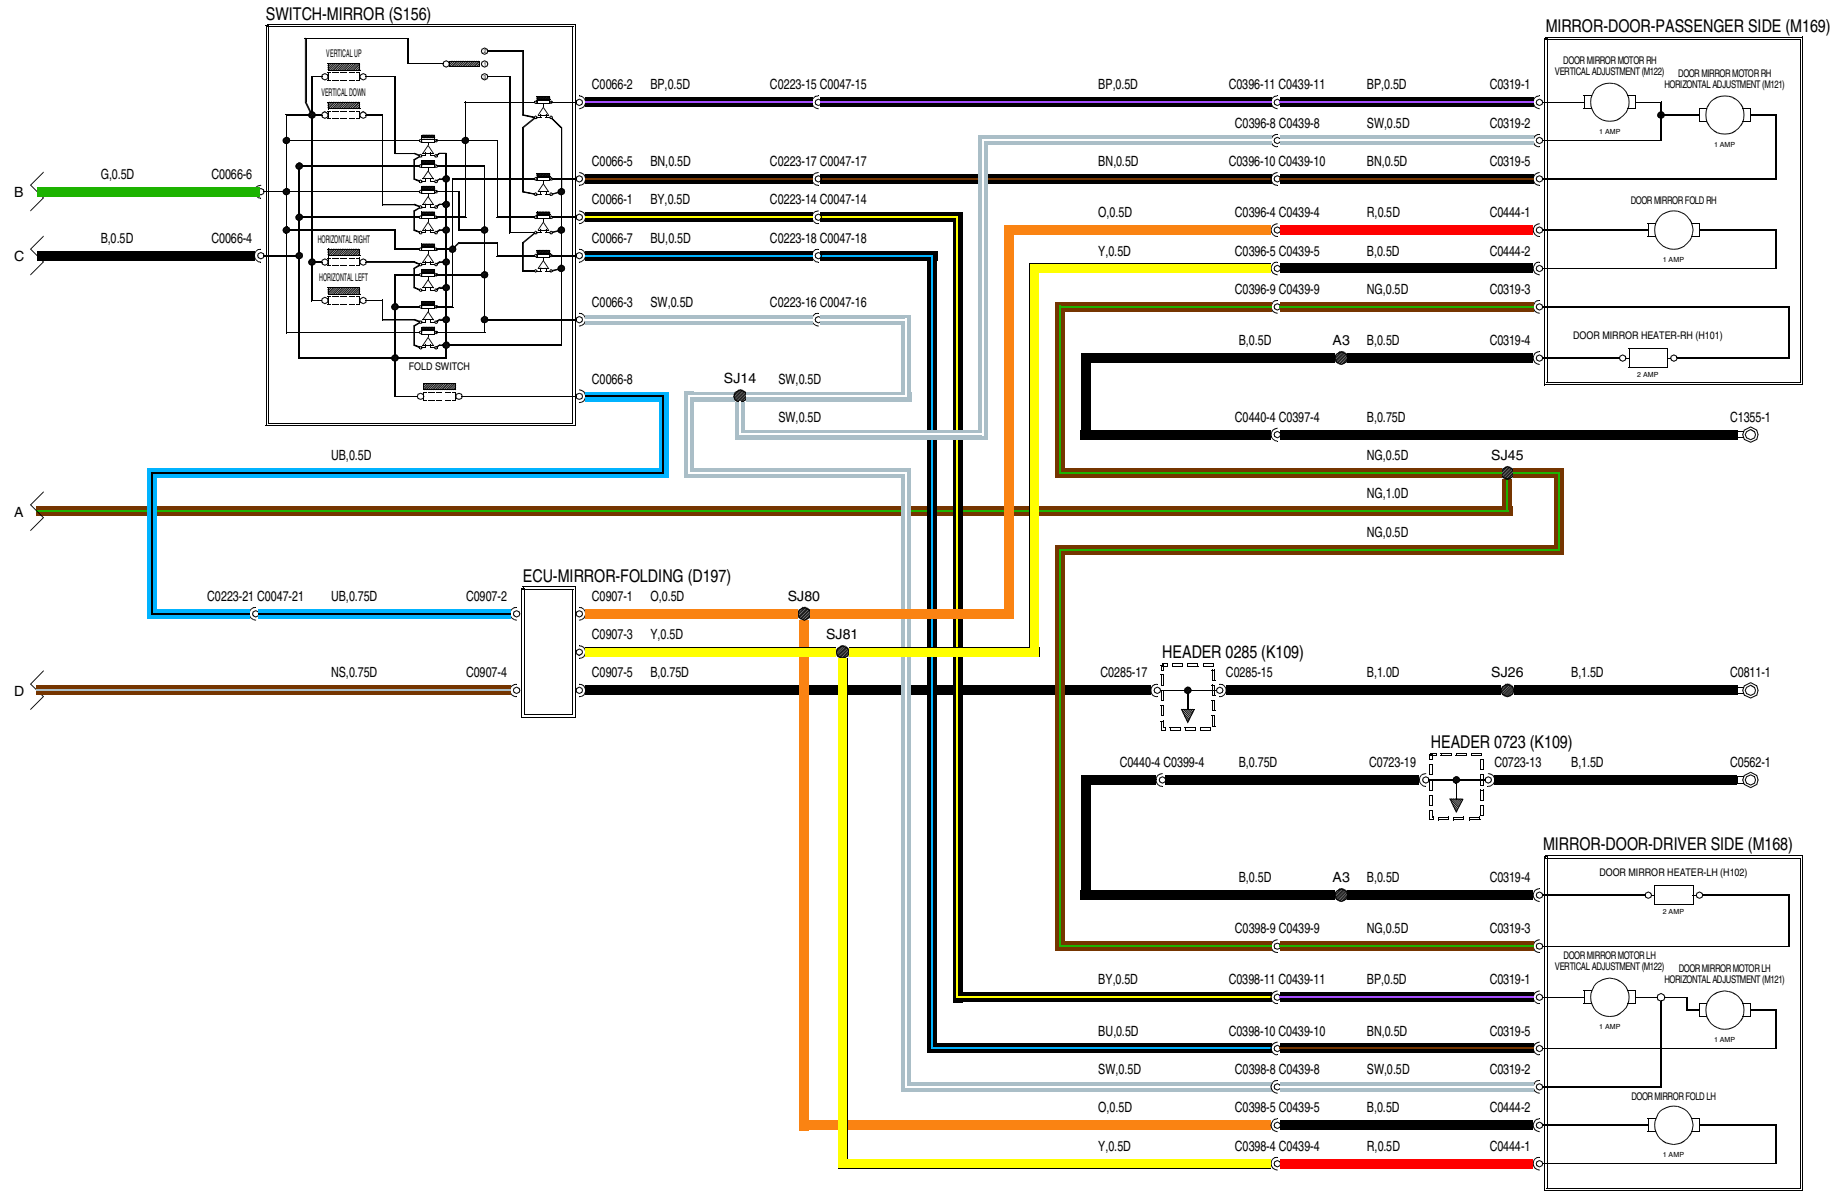 SWITCH-MIRROR (S156)
MIRROR-DOOR-PASSENGER SIDE (M169)
VERTICAL UP
VERTICAL DOWN
HORIZONTAL RIGHT
HORIZONTAL LEFT
FOLD SWITCH
2
1
3
DOOR MIRROR MOTOR RH
VERTICAL ADJUSTMENT (M122)
DOOR MIRROR MOTOR RH
HORIZONTAL ADJUSTMENT (M121)
1 AMP
1 AMP
C0066-2 BP,0.5D C0223-15 C0047-15 BP,0.5D C0396-11 C0439-11 BP,0.5D C0319-1
C0396-8 C0439-8 SW,0.5D C0319-2
C0066-5 BN,0.5D C0223-17 C0047-17 BN,0.5D C0396-10 C0439-10 BN,0.5D C0319-5
B G,0.5D C0066-6
C0066-1 BY,0.5D C0223-14 C0047-14
O,0.5D C0396-4 C0439-4 R,0.5D C0444-1
DOOR MIRROR FOLD RH
1 AMP
C B,0.5D C0066-4
C0066-7 BU,0.5D C0223-18 C0047-18
Y,0.5D C0396-5 C0439-5 B,0.5D C0444-2
C0396-9 C0439-9 NG,0.5D C0319-3
C0066-3 SW,0.5D C0223-16 C0047-16
B,0.5D A3 B,0.5D C0319-4
DOOR MIRROR HEATER-RH (H101)
2 AMP
C0066-8
SJ14 SW,0.5D
SW,0.5D
C0440-4 C0397-4 B,0.75D C1355-1
UB,0.5D
NG,0.5D SJ45
A NG,1.0D
NG,0.5D
ECU-MIRROR-FOLDING (D197)
C0223-21 C0047-21 UB,0.75D C0907-2
C0907-1 O,0.5D SJ80
C0907-3 Y,0.5D SJ81
D NS,0.75D C0907-4
C0907-5 B,0.75D
HEADER 0285 (K109)
C0285-17 C0285-15 B,1.0D SJ26 B,1.5D C0811-1
HEADER 0723 (K109)
C0440-4 C0399-4 B,0.75D C0723-19 C0723-13 B,1.5D C0562-1
MIRROR-DOOR-DRIVER SIDE (M168)
B,0.5D A3 B,0.5D C0319-4
DOOR MIRROR HEATER-LH (H102)
2 AMP
C0398-9 C0439-9 NG,0.5D C0319-3
DOOR MIRROR MOTOR LH
VERTICAL ADJUSTMENT (M122)
DOOR MIRROR MOTOR LH
HORIZONTAL ADJUSTMENT (M121)
1 AMP
1 AMP
BY,0.5D C0398-11 C0439-11 BP,0.5D C0319-1
BU,0.5D C0398-10 C0439-10 BN,0.5D C0319-5
SW,0.5D C0398-8 C0439-8 SW,0.5D C0319-2
O,0.5D C0398-5 C0439-5 B,0.5D C0444-2
DOOR MIRROR FOLD LH
1 AMP
Y,0.5D C0398-4 C0439-4 R,0.5D C0444-1